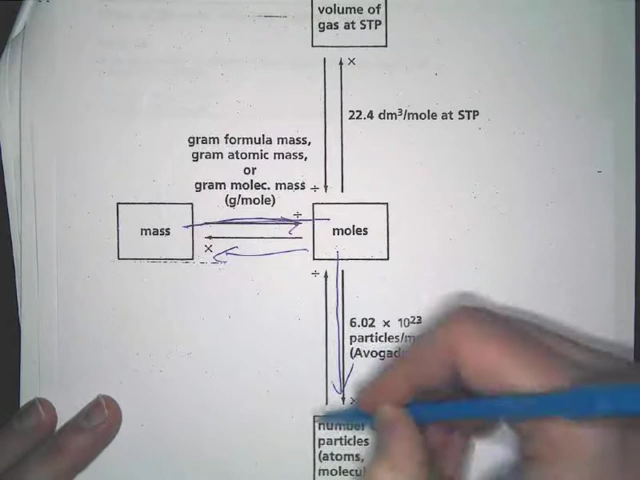 volume of
gas at STP
×
22.4 dm³/mole at STP
gram formula mass,
gram atomic mass,
or
gram molec. mass
(g/mole)
÷
÷
mass
moles
×
÷
6.02 × 10²³
particles/m
(Avogad
×
number
particles
(atoms,
molecu